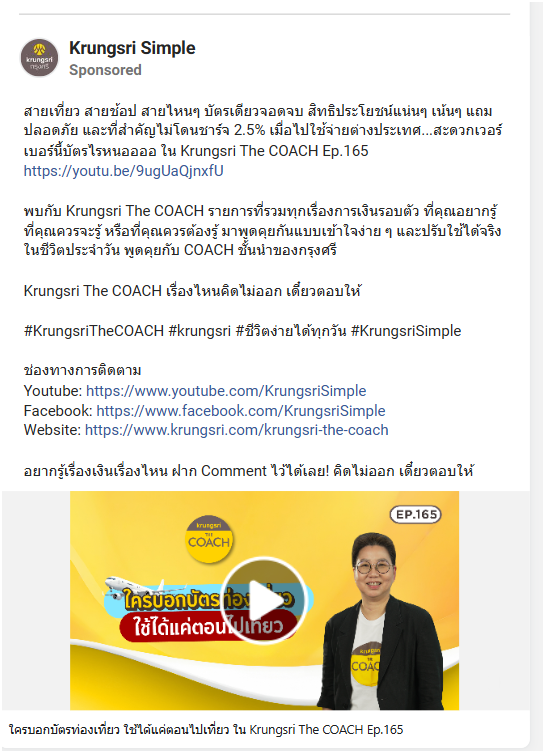 Krungsri Simple
Sponsored
krungsri
กรุงศรี
สายเที่ยว สายช้อป สายไหนๆ บัตรเดียวจอดจบ สิทธิประโยชน์แน่นๆ เน้นๆ แถม
ปลอดภัย และที่สำคัญไม่โดนชาร์จ 2.5% เมื่อไปใช้จ่ายต่างประเทศ...สะดวกเวอร์
เบอร์นี้บัตรไรหนออออ ใน Krungsri The COACH Ep.165
https://youtu.be/9ugUaQjnxfU
พบกับ Krungsri The COACH รายการที่รวมทุกเรื่องการเงินรอบตัว ที่คุณอยากรู้
ที่คุณควรจะรู้ หรือที่คุณควรต้องรู้ มาพูดคุยกันแบบเข้าใจง่าย ๆ และปรับใช้ได้จริง
ในชีวิตประจำวัน พูดคุยกับ COACH ชั้นนำของกรุงศรี
Krungsri The COACH เรื่องไหนคิดไม่ออก เดี๋ยวตอบให้
#KrungsriTheCOACH #krungsri #ชีวิตง่ายได้ทุกวัน #KrungsriSimple
ช่องทางการติดตาม
Youtube: https://www.youtube.com/KrungsriSimple
Facebook: https://www.facebook.com/KrungsriSimple
Website: https://www.krungsri.com/krungsri-the-coach
อยากรู้เรื่องเงินเรื่องไหน ฝาก Comment ไว้ได้เลย! คิดไม่ออก เดี๋ยวตอบให้
EP.165
krungsri
THE
COACH
ใครบอกบัตรท่องเที่ยว
ใช้ได้แค่ตอนไปเที่ยว
krungsri
THE
COACH
ใครบอกบัตรท่องเที่ยว ใช้ได้แค่ตอนไปเที่ยว ใน Krungsri The COACH Ep.165